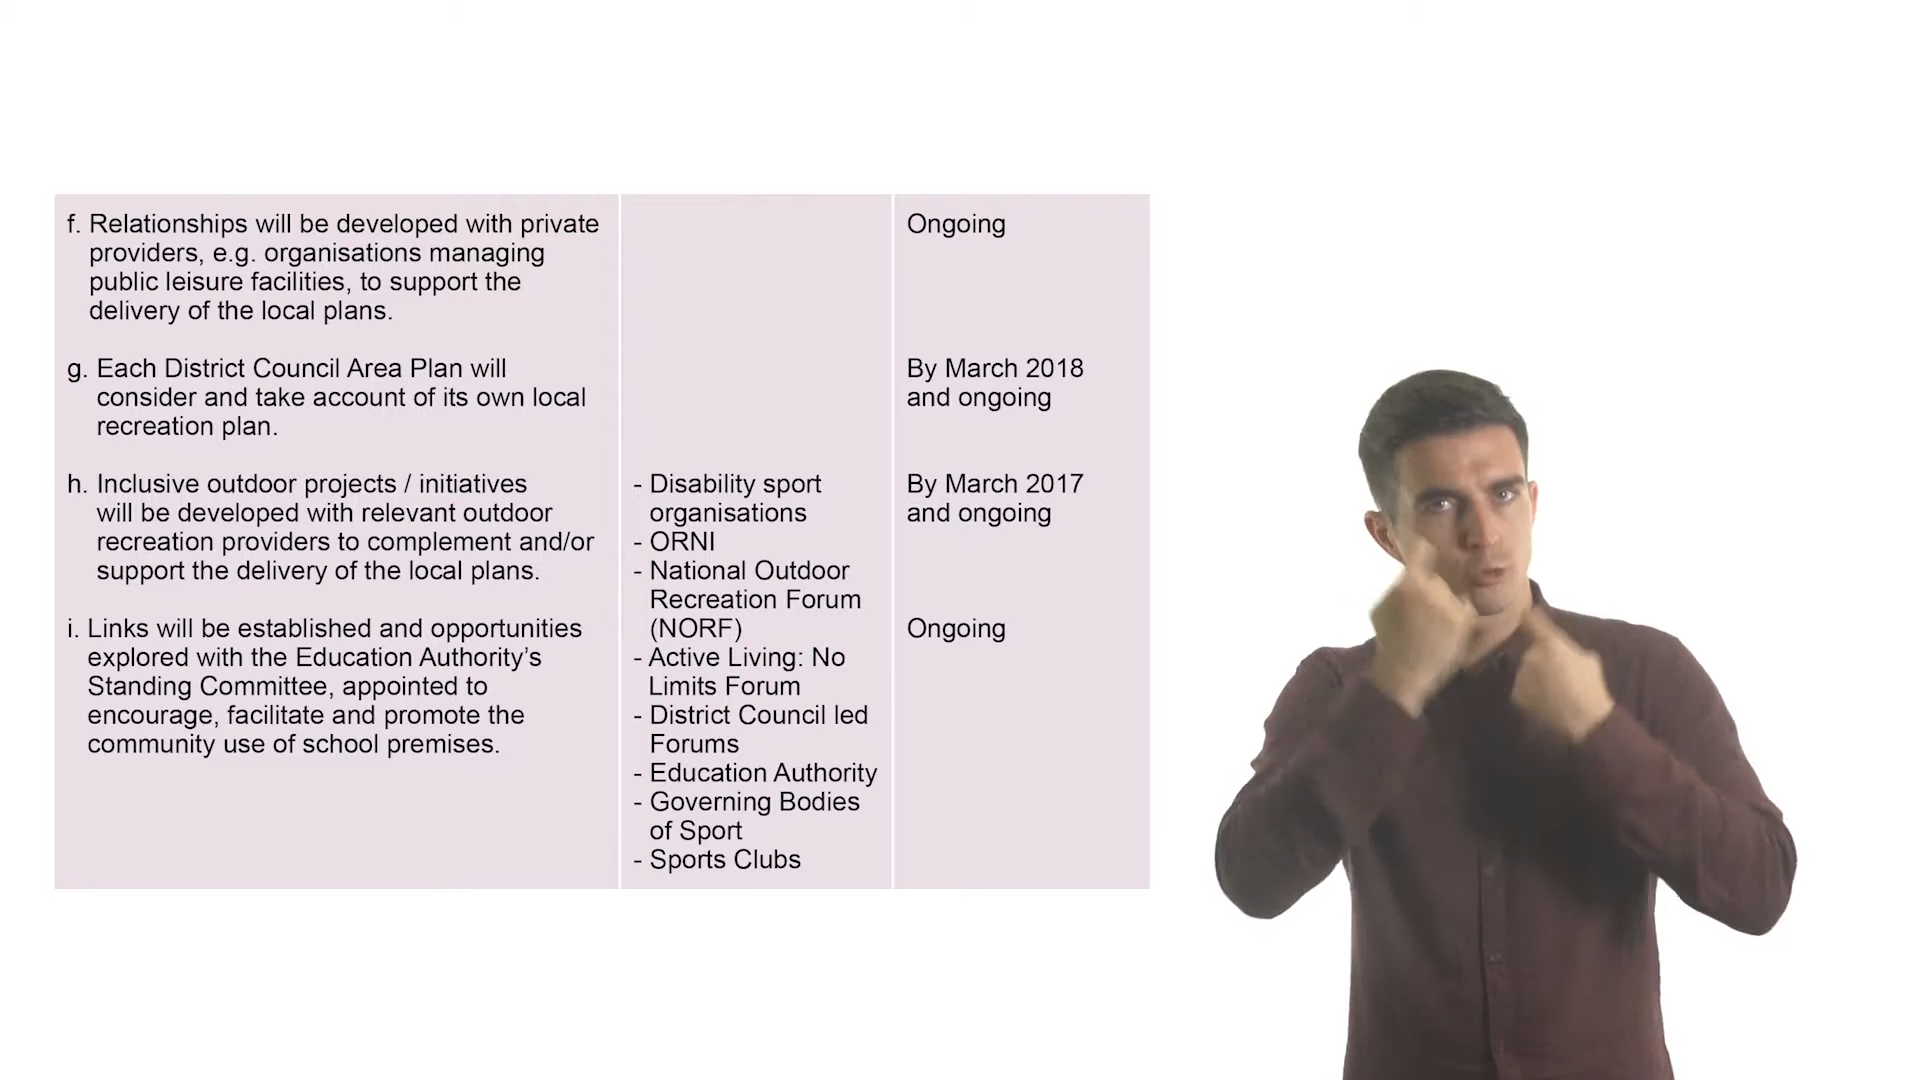 f. Relationships will be developed with private
providers, e.g. organisations managing
public leisure facilities, to support the
delivery of the local plans.
Ongoing
g. Each District Council Area Plan will
consider and take account of its own local
recreation plan.
By March 2018
and ongoing
h. Inclusive outdoor projects / initiatives
will be developed with relevant outdoor
recreation providers to complement and/or
support the delivery of the local plans.
i. Links will be established and opportunities
explored with the Education Authority’s
Standing Committee, appointed to
encourage, facilitate and promote the
community use of school premises.
- Disability sport
organisations
- ORNI
- National Outdoor
Recreation Forum
(NORF)
- Active Living: No
Limits Forum
- District Council led
Forums
- Education Authority
- Governing Bodies
of Sport
- Sports Clubs
By March 2017
and ongoing
Ongoing